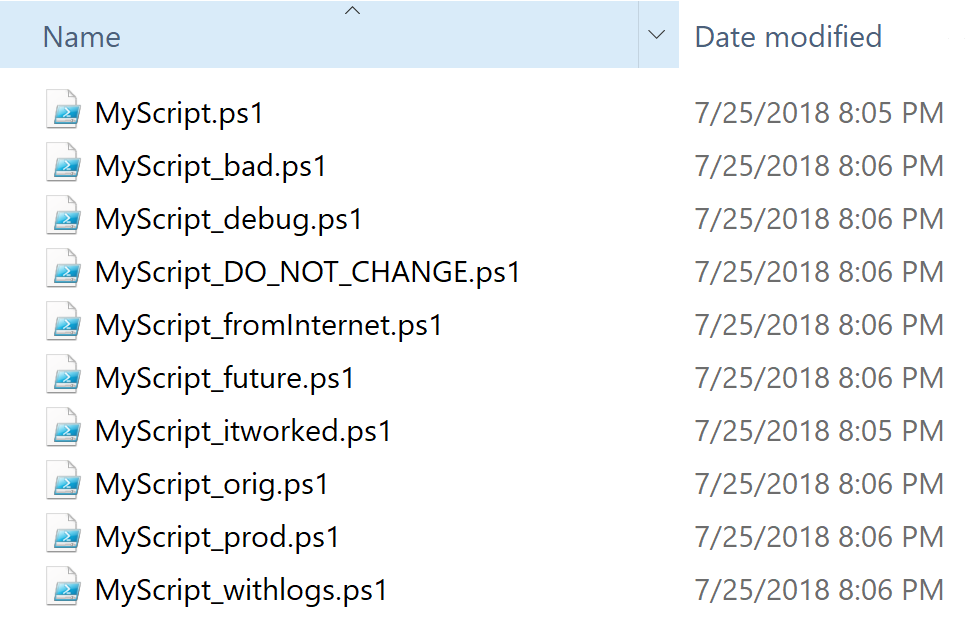 Name Date modified
MyScript.ps1 7/25/2018 8:05 PM
MyScript_bad.ps1 7/25/2018 8:06 PM
MyScript_debug.ps1 7/25/2018 8:06 PM
MyScript_DO_NOT_CHANGE.ps1 7/25/2018 8:06 PM
MyScript_fromInternet.ps1 7/25/2018 8:06 PM
MyScript_future.ps1 7/25/2018 8:06 PM
MyScript_itworked.ps1 7/25/2018 8:05 PM
MyScript_orig.ps1 7/25/2018 8:06 PM
MyScript_prod.ps1 7/25/2018 8:06 PM
MyScript_withlogs.ps1 7/25/2018 8:06 PM